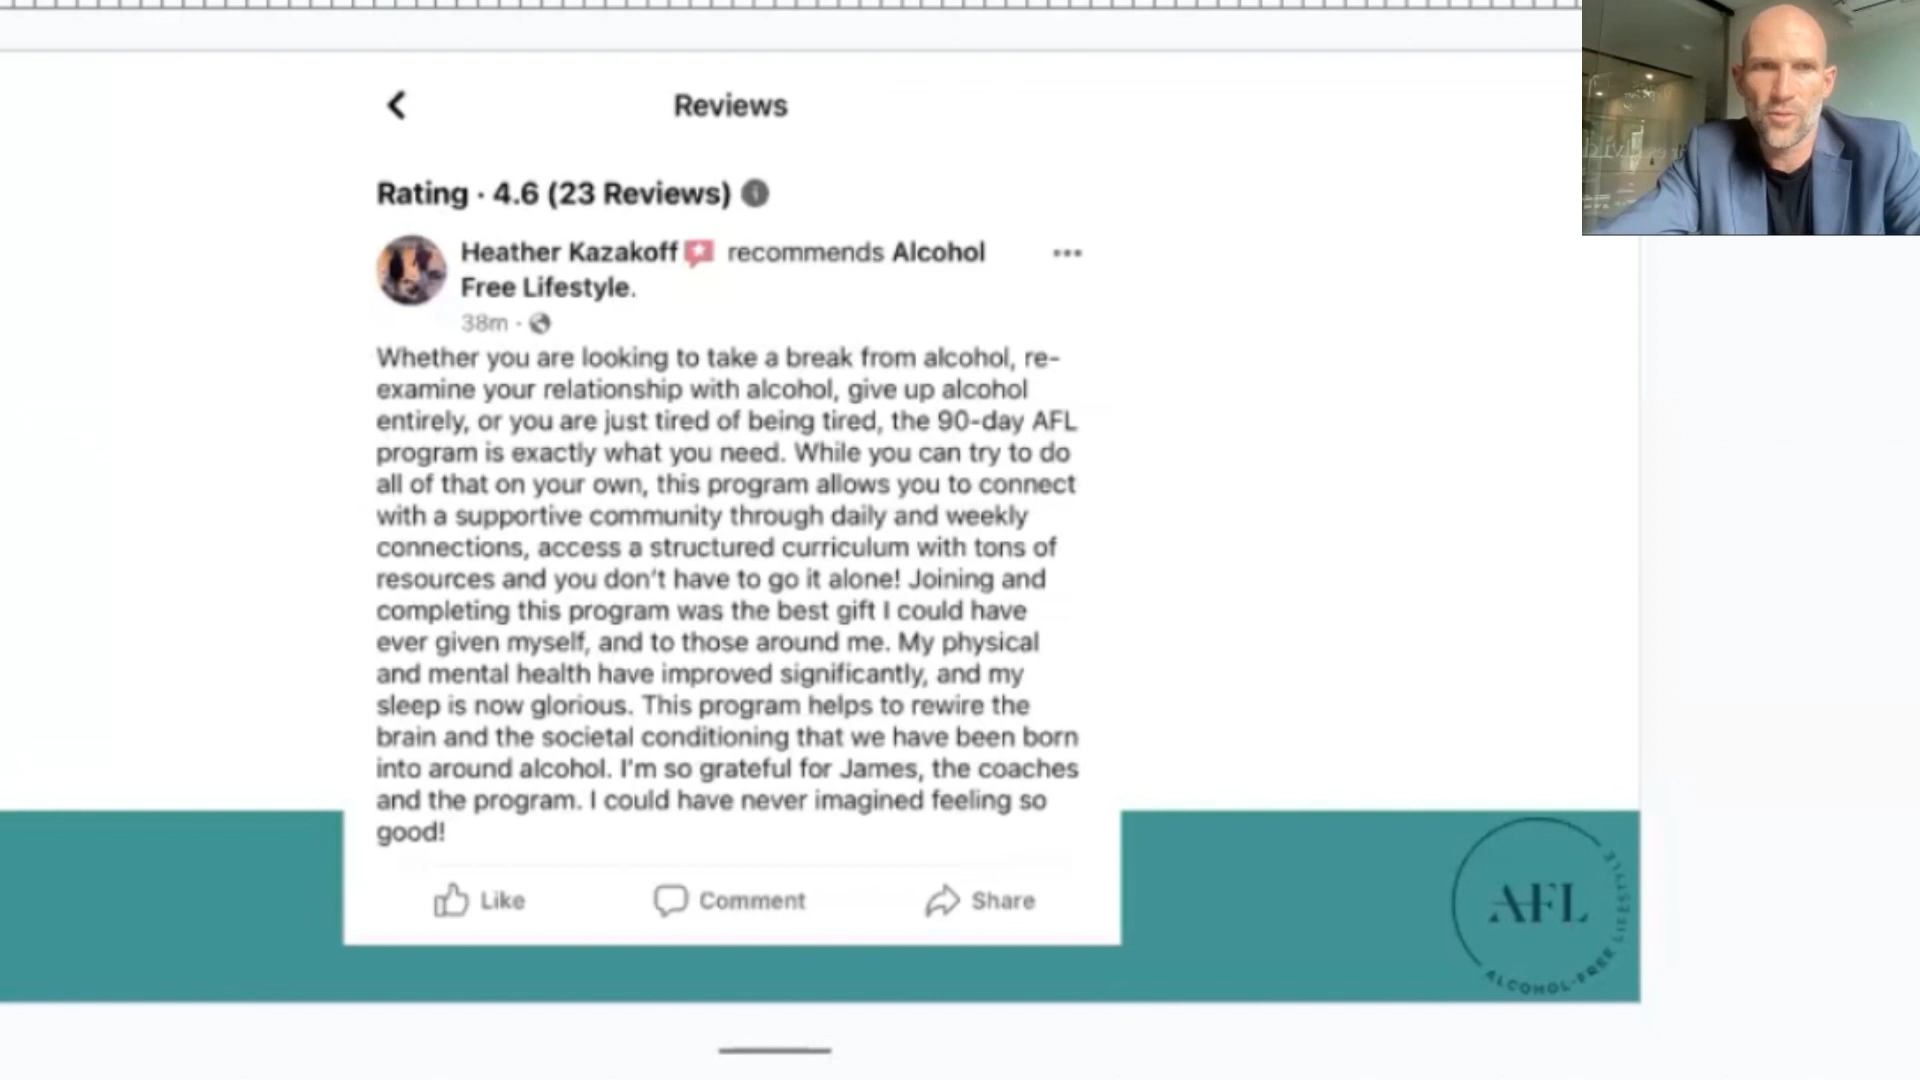 Reviews
Rating · 4.6 (23 Reviews)
Heather Kazakoff recommends Alcohol
Free Lifestyle.
38m ·
Whether you are looking to take a break from alcohol, re-
examine your relationship with alcohol, give up alcohol
entirely, or you are just tired of being tired, the 90-day AFL
program is exactly what you need. While you can try to do
all of that on your own, this program allows you to connect
with a supportive community through daily and weekly
connections, access a structured curriculum with tons of
resources and you don't have to go it alone! Joining and
completing this program was the best gift I could have
ever given myself, and to those around me. My physical
and mental health have improved significantly, and my
sleep is now glorious. This program helps to rewire the
brain and the societal conditioning that we have been born
into around alcohol. I'm so grateful for James, the coaches
and the program. I could have never imagined feeling so
good!
Like Comment Share
AFL
ALCOHOL-FREE LIFESTYLE